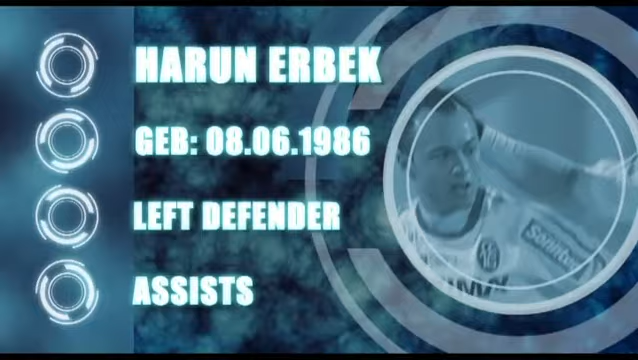 HARUN ERBEK
GEB: 08.06.1986
LEFT DEFENDER
ASSISTS